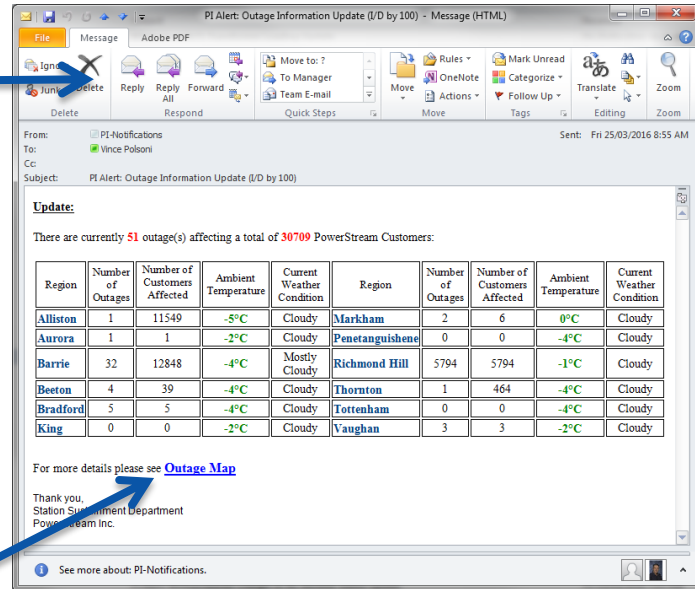 PI Alert: Outage Information Update (I/D by 100) - Message (HTML)
File Message Adobe PDF
Delete Reply Reply All Forward
Move to: ?
To Manager
Team E-mail
Move
Rules
OneNote
Actions
Mark Unread
Categorize
Follow Up
Translate
Zoom
Delete Respond Quick Steps Move Tags Editing Zoom
From: PI-Notifications Sent: Fri 25/03/2016 8:55 AM
To: Vince Polsoni
Cc:
Subject: PI Alert: Outage Information Update (I/D by 100)
Update:
There are currently 51 outage(s) affecting a total of 30709 PowerStream Customers:
Region Number of Outages Number of Customers Affected Ambient Temperature Current Weather Condition Region Number of Outages Number of Customers Affected Ambient Temperature Current Weather Condition
Alliston 1 11549 -5°C Cloudy Markham 2 6 0°C Cloudy
Aurora 1 1 -2°C Cloudy Penetanguishene 0 0 -4°C Cloudy
Barrie 32 12848 -4°C Mostly Cloudy Richmond Hill 5794 5794 -1°C Cloudy
Beeton 4 39 -4°C Cloudy Thornton 1 464 -4°C Cloudy
Bradford 5 5 -4°C Cloudy Tottenham 0 0 -4°C Cloudy
King 0 0 -2°C Cloudy Vaughan 3 3 -2°C Cloudy
For more details please see Outage Map
Thank you,
Station Department
Inc.
See more about: PI-Notifications.